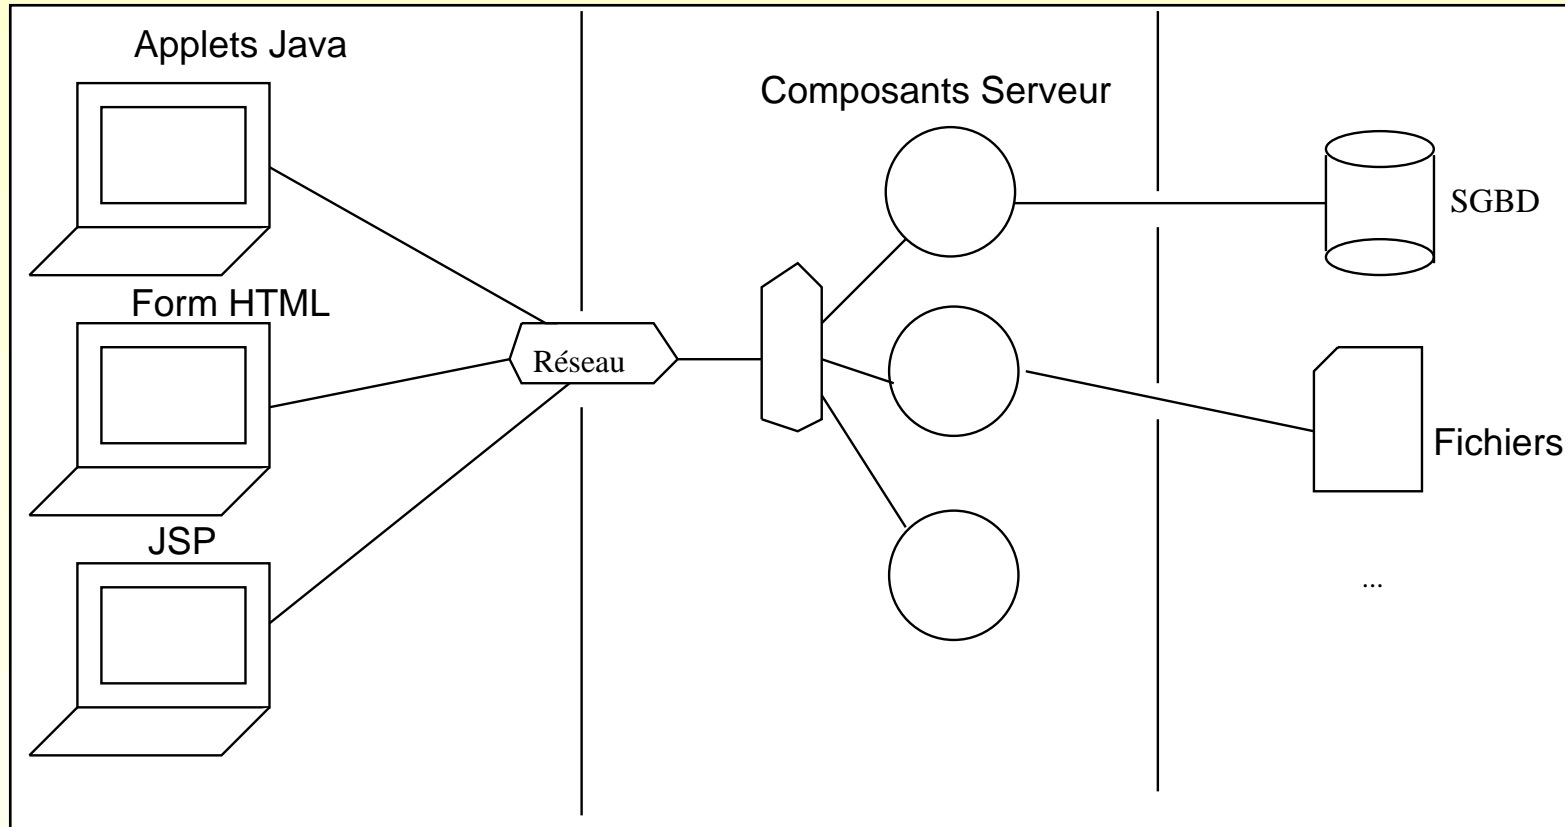 Applets Java
Composants Serveur
SGBD
Form HTML
Réseau
Fichiers
JSP
...